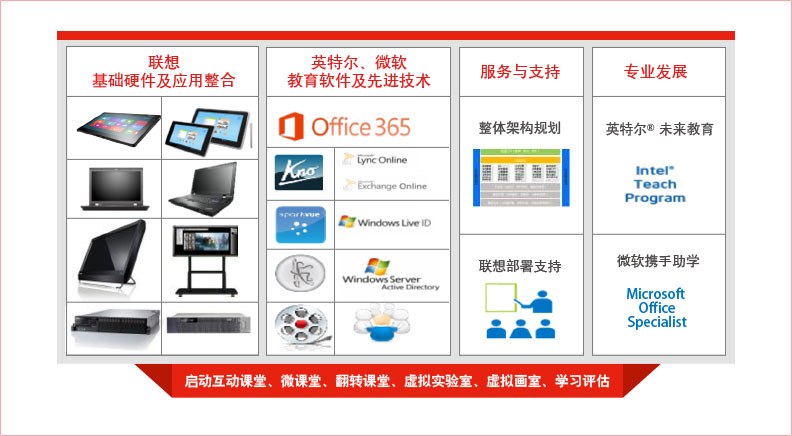 联想
基础硬件及应用整合
英特尔、微软
教育软件及先进技术
Office 365
Kno
Lync Online
Exchange Online
Windows Live ID
Windows Server
Active Directory
服务与支持
整体架构规划
联想部署支持
专业发展
英特尔® 未来教育
Intel®
Teach
Program
微软携手助学
Microsoft
Office
Specialist
启动互动课堂、微课堂、翻转课堂、虚拟实验室、虚拟画室、学习评估